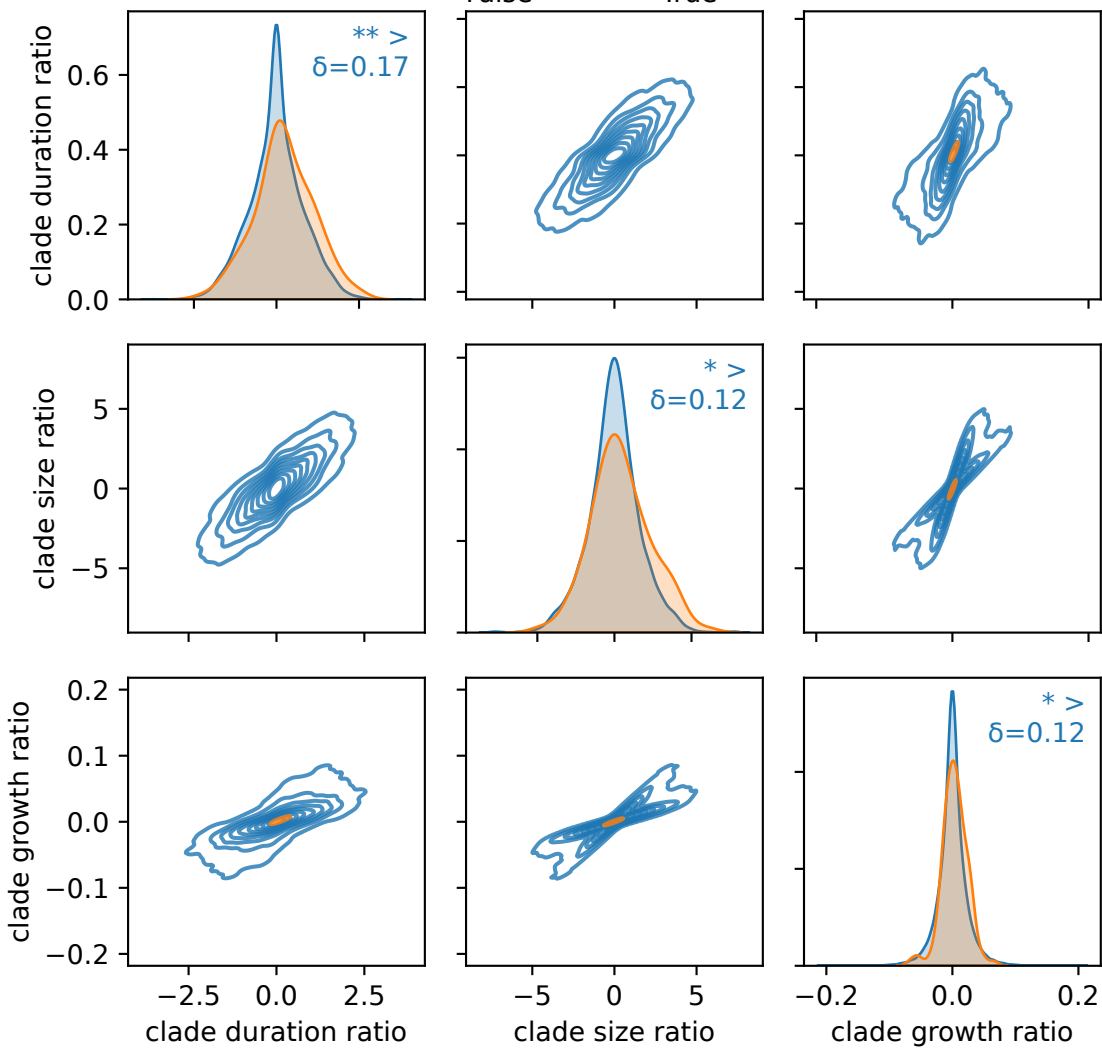 False True
clade duration ratio
0.6
0.4
0.2
0.0
** >
δ=0.17
clade size ratio
5
0
−5
* >
δ=0.12
clade growth ratio
0.2
0.1
0.0
−0.1
−0.2
* >
δ=0.12
−2.5 0.0 2.5
−5 0 5
−0.2 0.0 0.2
clade duration ratio
clade size ratio
clade growth ratio